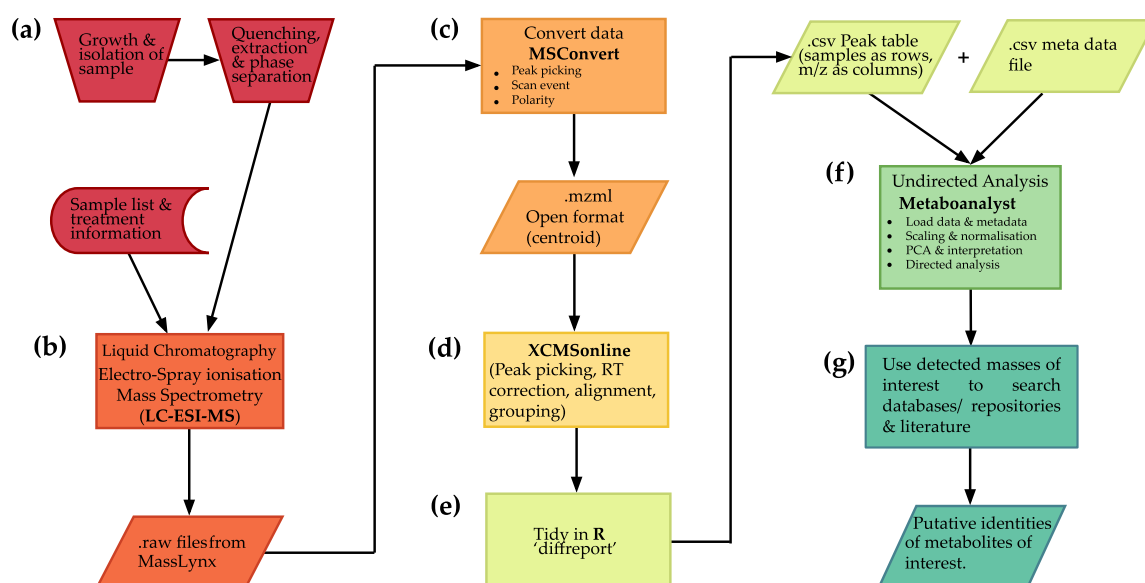 (a)
Growth &
isolation of
sample
Quenching,
extraction
& phase
separation
Sample list &
treatment
information
(b)
Liquid Chromatography
Electro-Spray ionisation
Mass Spectrometry
(LC-ESI-MS)
.raw files from
MassLynx
(c)
Convert data
MSConvert
• Peak picking
• Scan event
• Polarity
.mzml
Open format
(centroid)
(d)
XCMSonline
(Peak picking, RT
correction, alignment,
grouping)
(e)
Tidy in R
‘diffreport’
.csv Peak table
(samples as rows,
m/z as columns)
+
.csv meta data
file
(f)
Undirected Analysis
Metaboanalyst
• Load data & metadata
• Scaling & normalisation
• PCA & interpretation
• Directed analysis
(g)
Use detected masses of
interest to search
databases/ repositories
& literature
Putative identities
of metabolites of
interest.